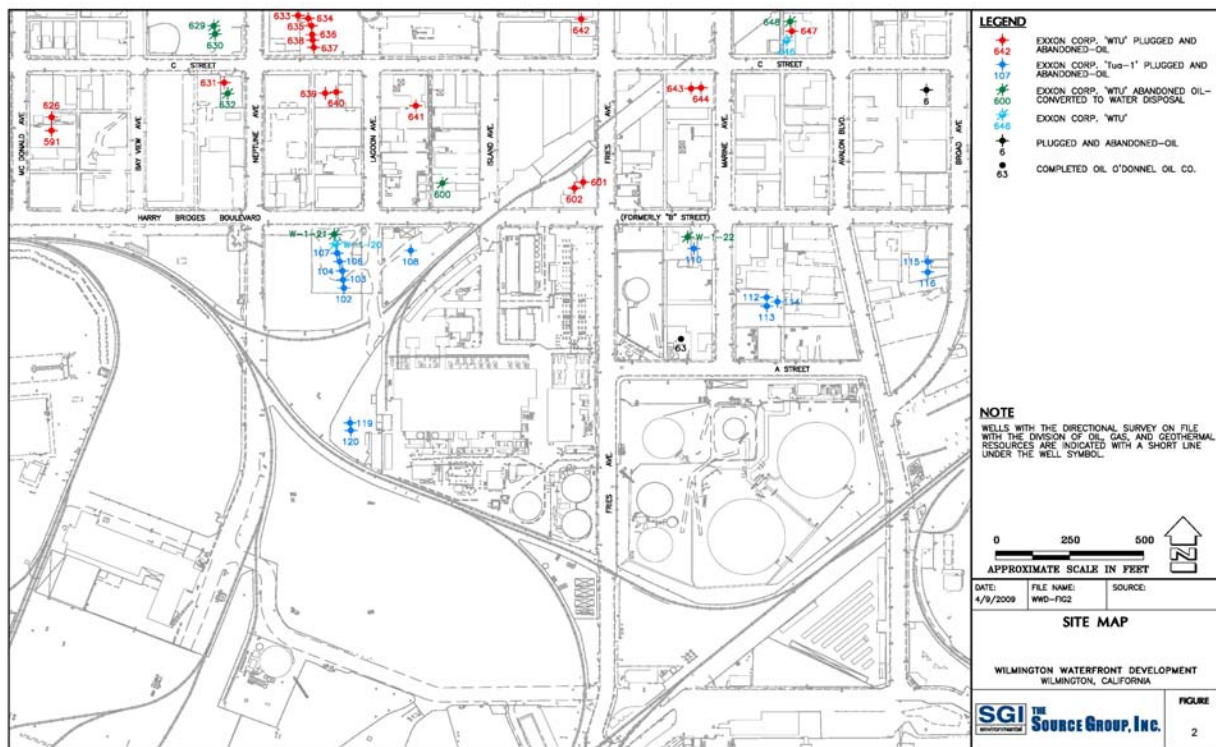 633
634
629
635
636
630
638
637
642
648
647
646
C STREET
C STREET
631
632
639
640
641
643
644
6
626
591
MC DONALD AVE.
BAY VIEW AVE.
NEPTUNE AVE.
LAGOON AVE.
ISLAND AVE.
FRIES AVE.
MARINE AVE.
AVALON BLVD.
BROAD AVE.
600
601
602
HARRY BRIDGES BOULEVARD
(FORMERLY "B" STREET)
W-1-21
W-1-20
W-1-22
107
106
104
103
102
108
110
115
116
112
114
113
63
A STREET
119
120
FRIES AVE.
LEGEND
642
EXXON CORP. "WTU" PLUGGED AND
ABANDONED-OIL
107
EXXON CORP. "Tua-1" PLUGGED AND
ABANDONED-OIL
600
EXXON CORP. "WTU" ABANDONED OIL-
CONVERTED TO WATER DISPOSAL
646
EXXON CORP. "WTU"
6
PLUGGED AND ABANDONED-OIL
63
COMPLETED OIL O'DONNEL OIL CO.
NOTE
WELLS WITH THE DIRECTIONAL SURVEY ON FILE
WITH THE DIVISION OF OIL, GAS, AND GEOTHERMAL
RESOURCES ARE INDICATED WITH A SHORT LINE
UNDER THE WELL SYMBOL.
0 250 500
APPROXIMATE SCALE IN FEET
N
DATE: 4/9/2009
FILE NAME: WWD-FIG2
SOURCE:
SITE MAP
WILMINGTON WATERFRONT DEVELOPMENT
WILMINGTON, CALIFORNIA
SGI environmental
THE SOURCE GROUP, INC.
FIGURE
2